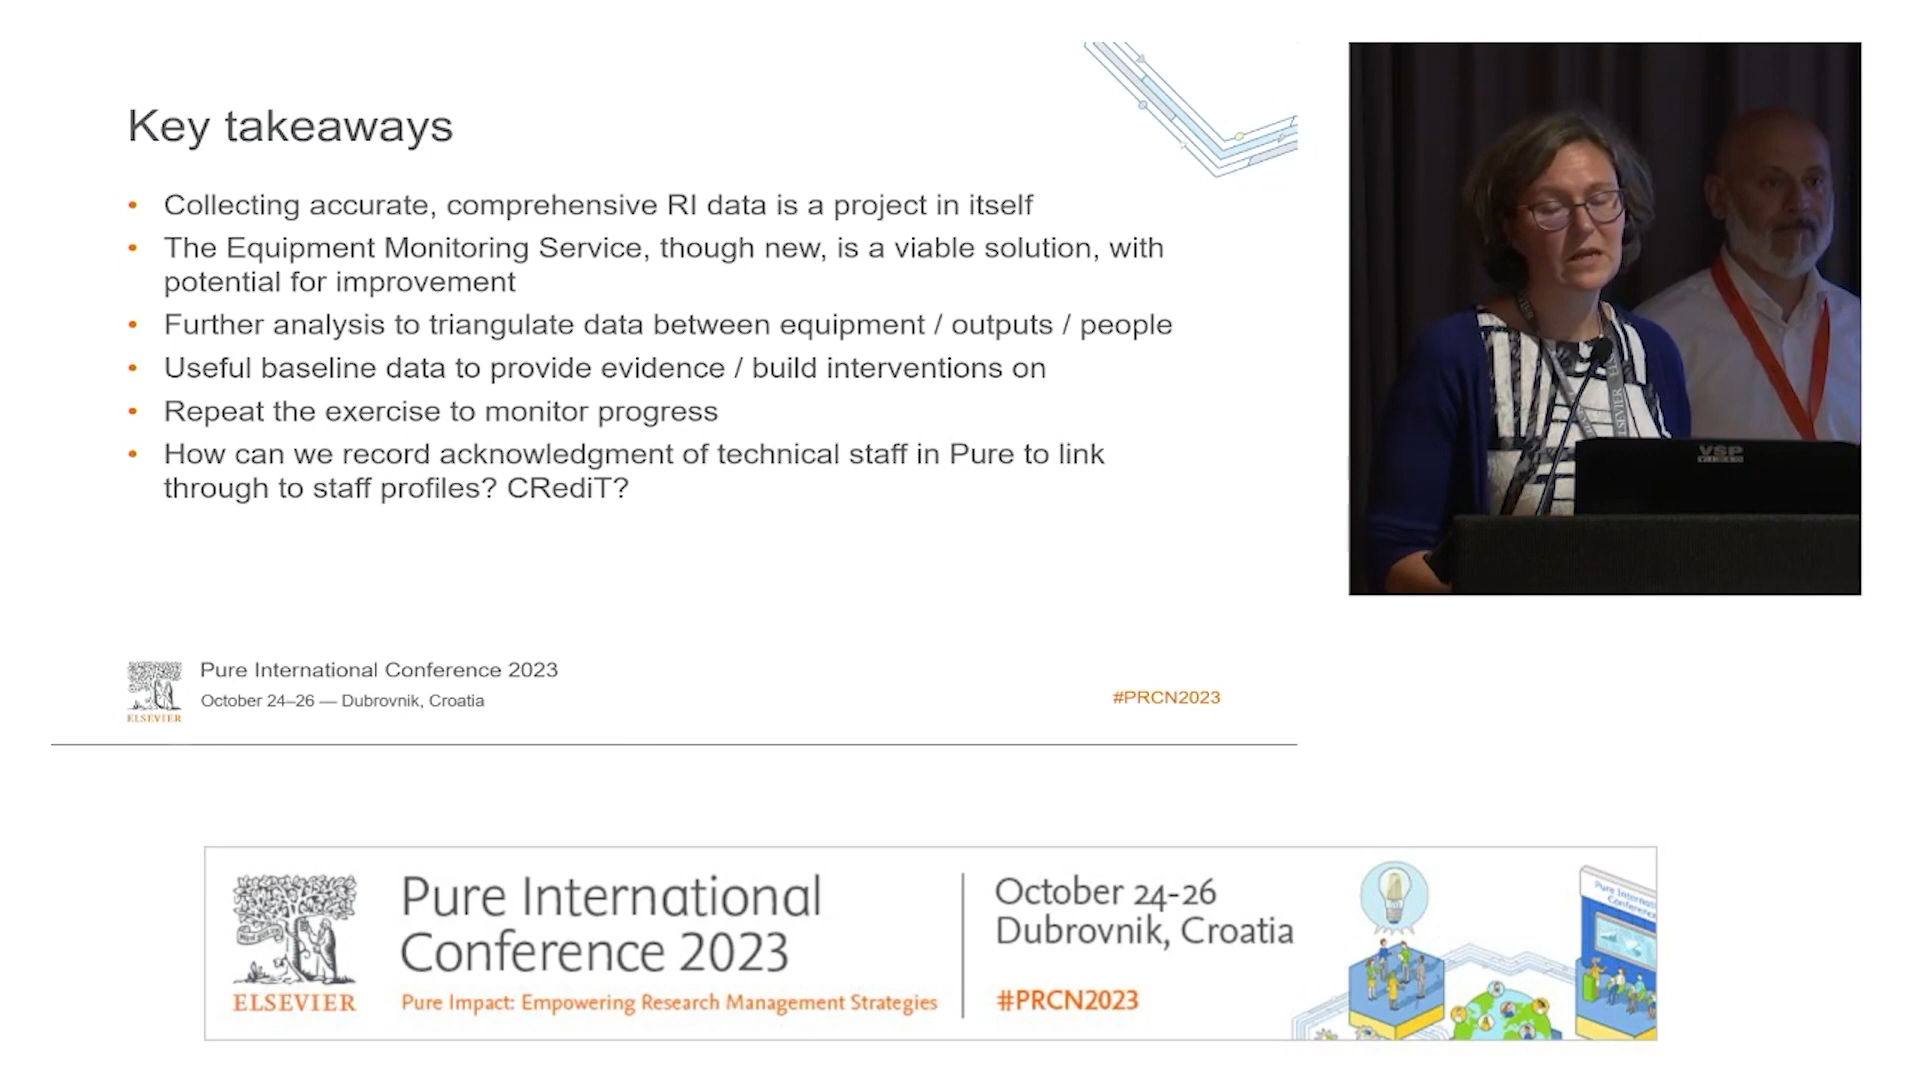 Key takeaways
• Collecting accurate, comprehensive RI data is a project in itself
• The Equipment Monitoring Service, though new, is a viable solution, with
potential for improvement
• Further analysis to triangulate data between equipment / outputs / people
• Useful baseline data to provide evidence / build interventions on
• Repeat the exercise to monitor progress
• How can we record acknowledgment of technical staff in Pure to link
through to staff profiles? CRediT?
ELSEVIER
Pure International Conference 2023
October 24–26 — Dubrovnik, Croatia
#PRCN2023
ELSEVIER
VSP
ELSEVIER
Pure International
Conference 2023
Pure Impact: Empowering Research Management Strategies
October 24-26
Dubrovnik, Croatia
#PRCN2023
Pure International
Conference